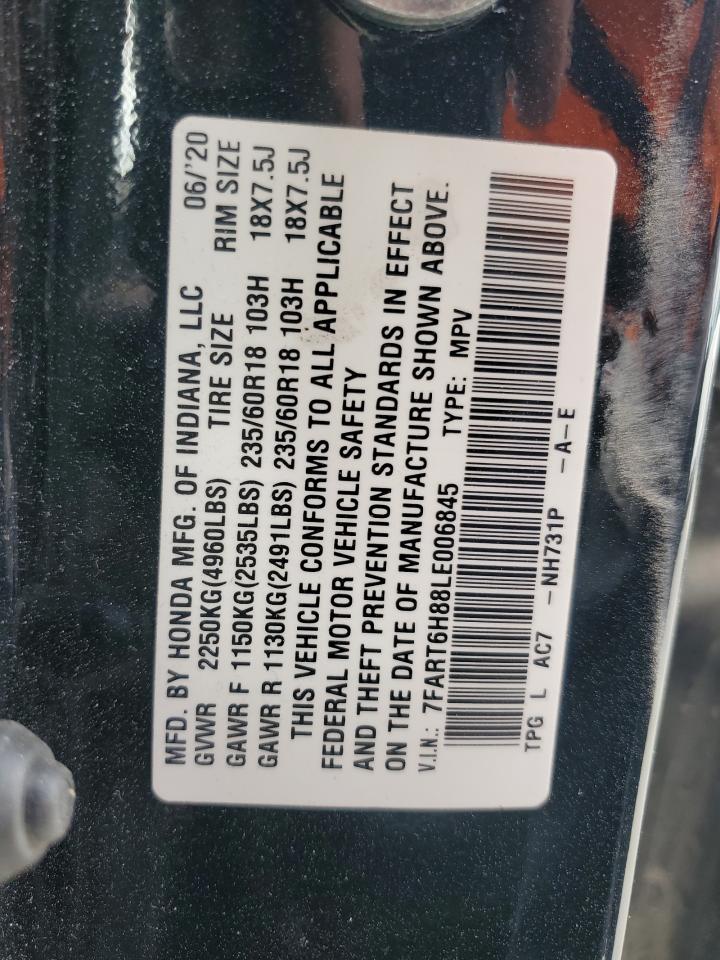 MFD. BY HONDA MFG. OF INDIANA, LLC 06/'20
GVWR 2250KG(4960LBS) TIRE SIZE RIM SIZE
GAWR F 1150KG(2535LBS) 235/60R18 103H 18X7.5J
GAWR R 1130KG(2491LBS) 235/60R18 103H 18X7.5J
THIS VEHICLE CONFORMS TO ALL APPLICABLE
FEDERAL MOTOR VEHICLE SAFETY
AND THEFT PREVENTION STANDARDS IN EFFECT
ON THE DATE OF MANUFACTURE SHOWN ABOVE.
V.I.N.: 7FART6H88LE006845 TYPE: MPV
TPG L AC7 -NH731P -A-E